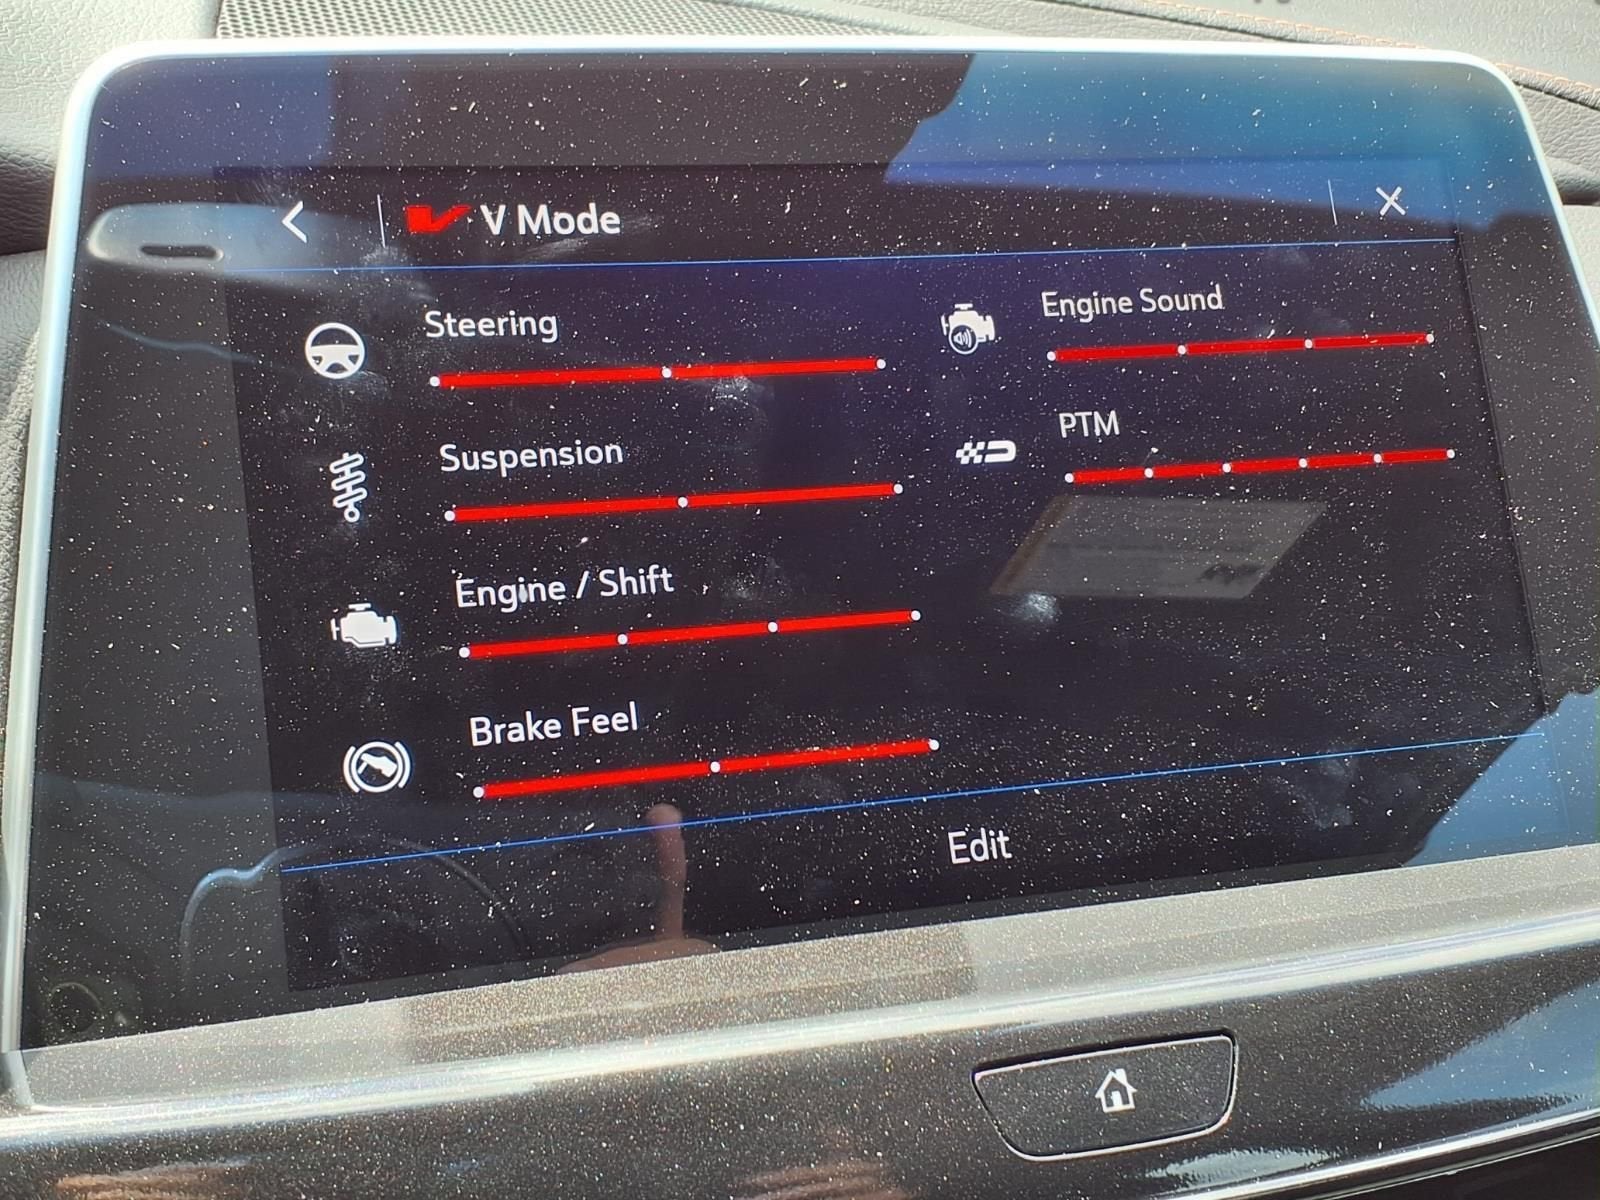 V Mode
Steering
Suspension
Engine / Shift
Brake Feel
Engine Sound
PTM
Edit